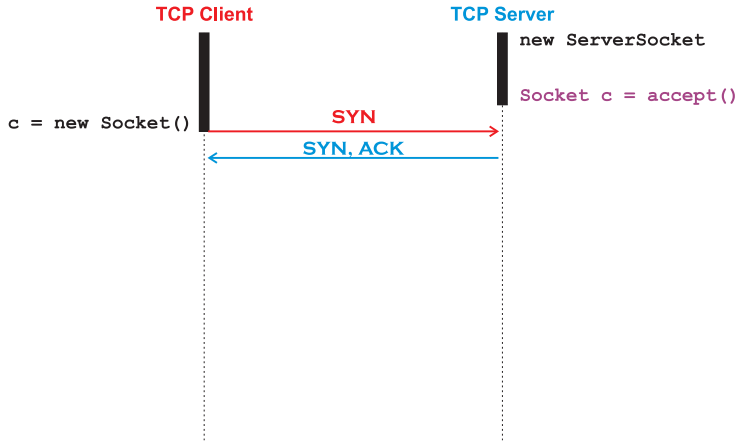 TCP Client
TCP Server
new ServerSocket
Socket c = accept()
c = new Socket()
SYN
SYN, ACK